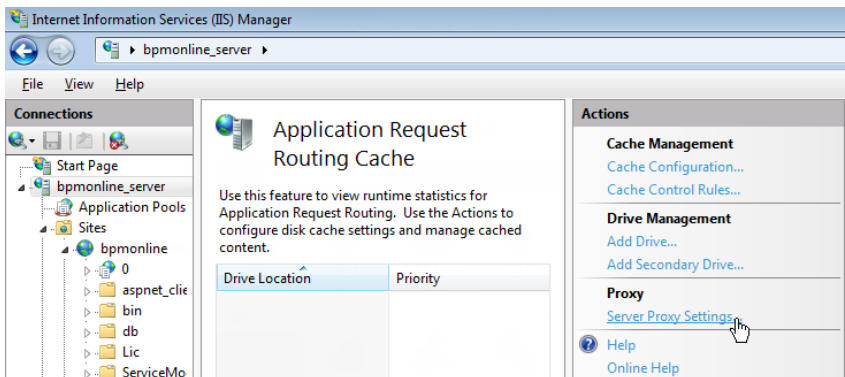 Internet Information Services (IIS) Manager
bpmonline_server
File View Help
Connections
Start Page
bpmonline_server
Application Pools
Sites
bpmonline
0
aspnet_clie
bin
db
Lic
ServiceMo
Application Request
Routing Cache
Use this feature to view runtime statistics for
Application Request Routing. Use the Actions to
configure disk cache settings and manage cached
content.
Drive Location Priority
Actions
Cache Management
Cache Configuration...
Cache Control Rules...
Drive Management
Add Drive...
Add Secondary Drive...
Proxy
Server Proxy Settings...
Help
Online Help